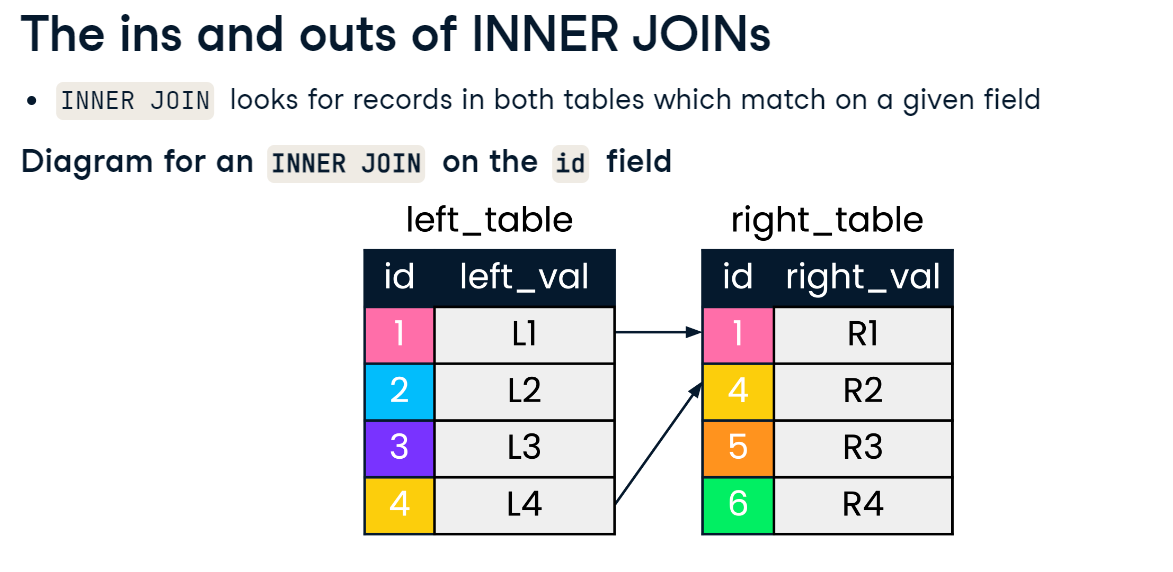 The ins and outs of INNER JOINs
• INNER JOIN looks for records in both tables which match on a given field
Diagram for an INNER JOIN on the id field
left_table right_table
id left_val id right_val
1 L1 1 R1
2 L2 4 R2
3 L3 5 R3
4 L4 6 R4